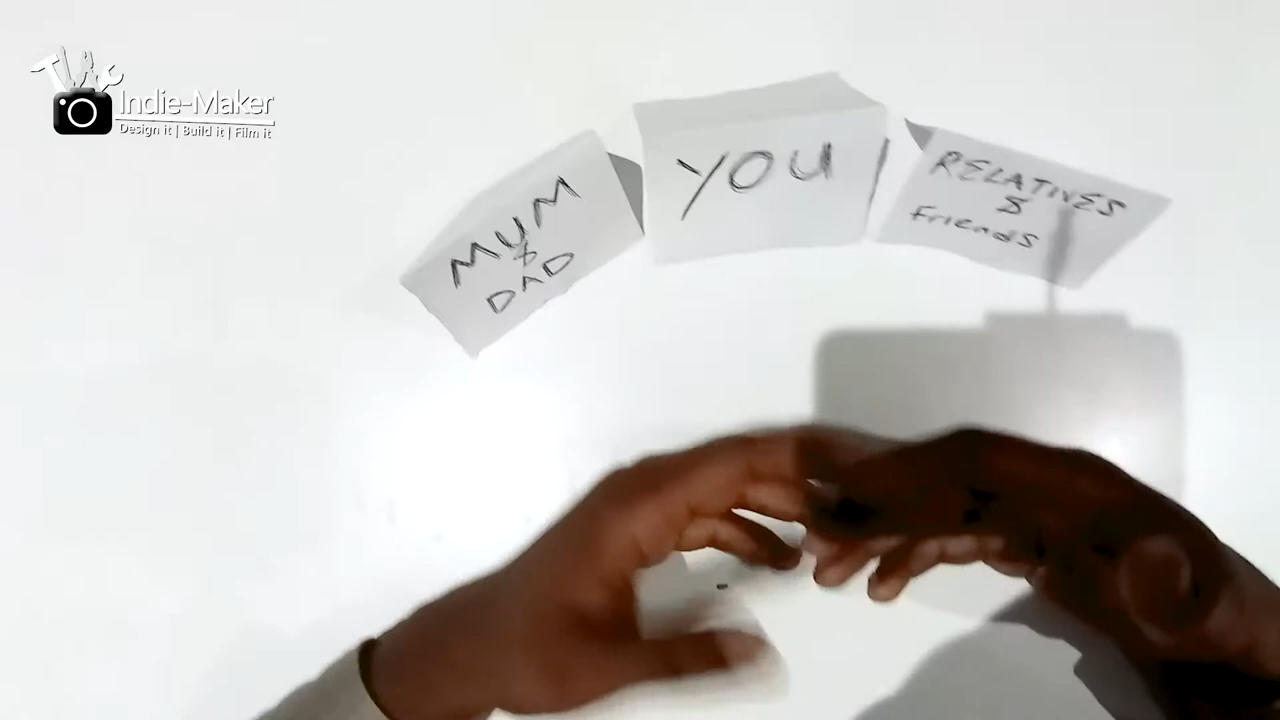 Indie-Maker
Design it | Build it | Film it
MUM
&
DAD
YOU
RELATIVES
&
Friends